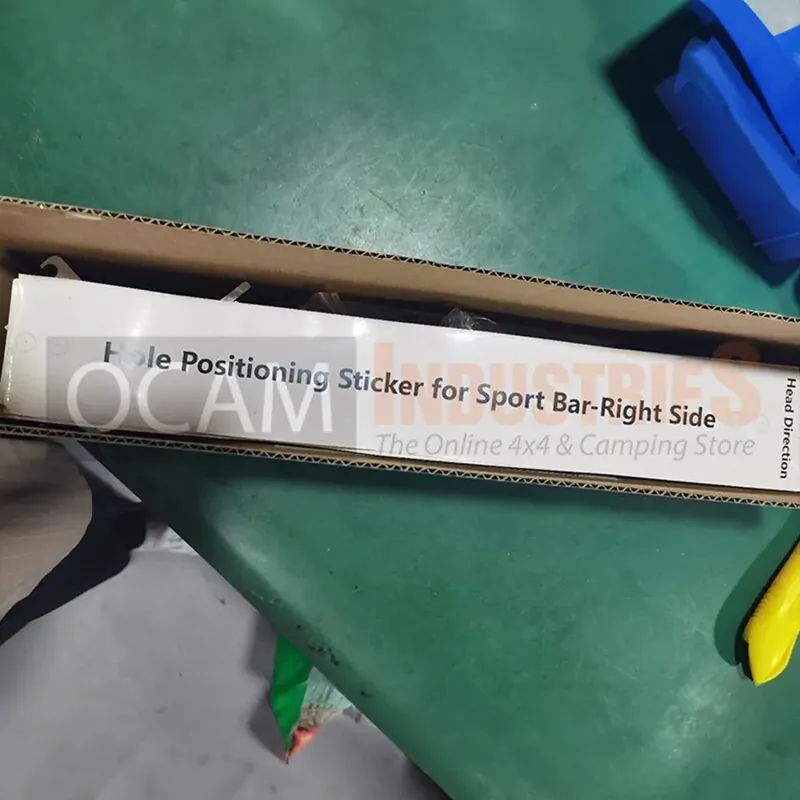 Hole Positioning Sticker for Sport Bar-Right Side
Head Direction
OCAM INDUSTRIES
The Online 4x4 & Camping Store